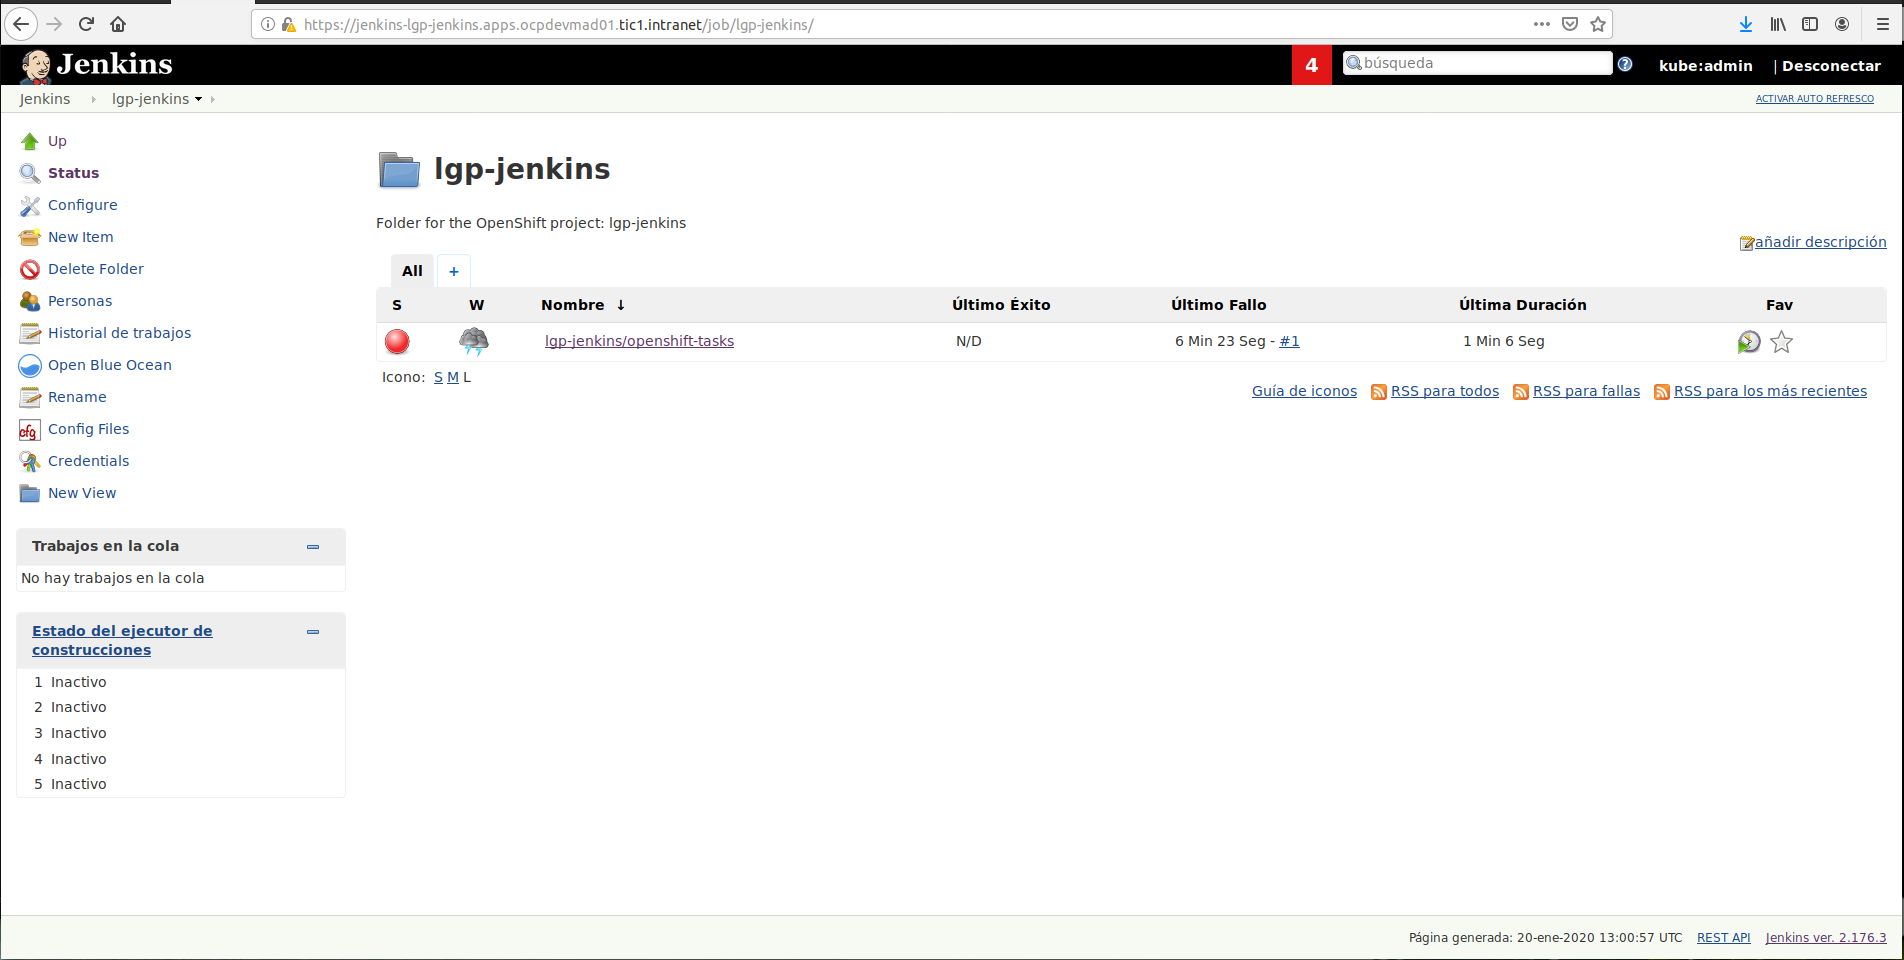 https://jenkins-lgp-jenkins.apps.ocpdevmad01.tic1.intranet/job/lgp-jenkins/
Jenkins
4
búsqueda
kube:admin
| Desconectar
Jenkins
lgp-jenkins
ACTIVAR AUTO REFRESCO
Up
Status
Configure
New Item
Delete Folder
Personas
Historial de trabajos
Open Blue Ocean
Rename
cfg Config Files
Credentials
New View
Trabajos en la cola
No hay trabajos en la cola
Estado del ejecutor de
construcciones
1 Inactivo
2 Inactivo
3 Inactivo
4 Inactivo
5 Inactivo
lgp-jenkins
Folder for the OpenShift project: lgp-jenkins
añadir descripción
All +
S W Nombre ↓ Último Éxito Último Fallo Última Duración Fav
lgp-jenkins/openshift-tasks N/D 6 Min 23 Seg - #1 1 Min 6 Seg
Icono: S M L
Guía de iconos RSS para todos RSS para fallas RSS para los más recientes
Página generada: 20-ene-2020 13:00:57 UTC REST API Jenkins ver. 2.176.3